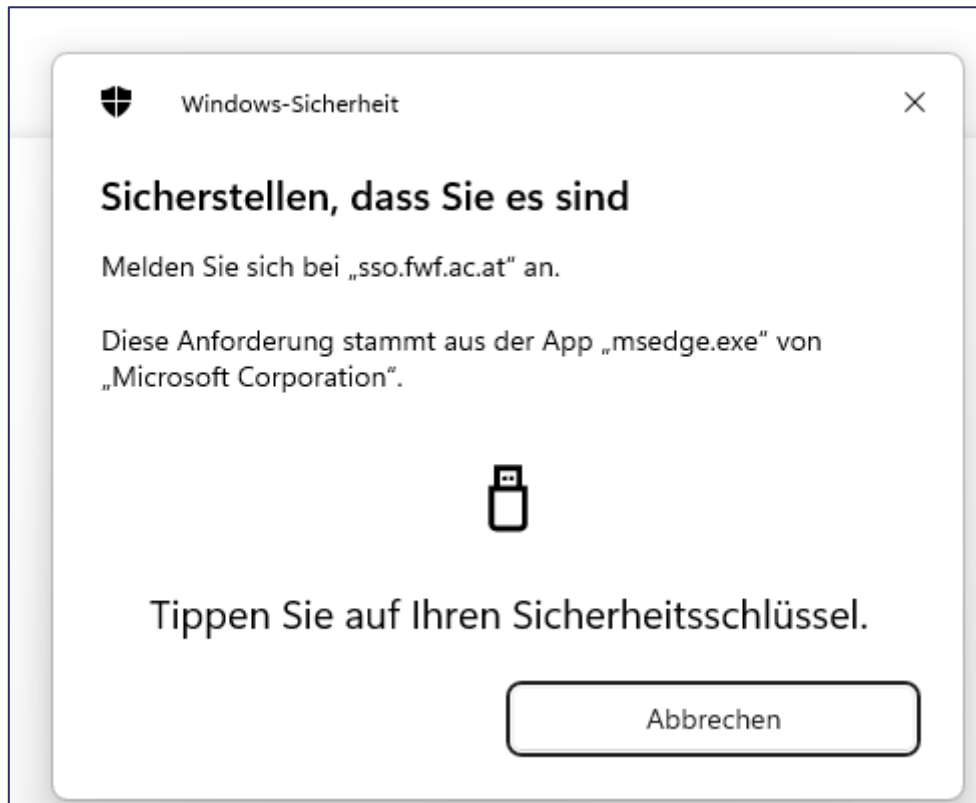 Windows-Sicherheit
Sicherstellen, dass Sie es sind
Melden Sie sich bei „sso.fwf.ac.at“ an.
Diese Anforderung stammt aus der App „msedge.exe“ von
„Microsoft Corporation“.
Tippen Sie auf Ihren Sicherheitsschlüssel.
Abbrechen